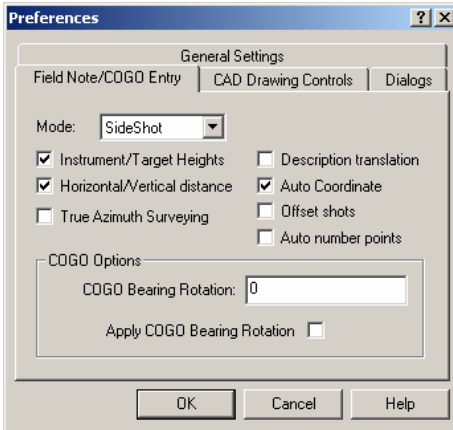 Preferences
General Settings
Field Note/COGO Entry CAD Drawing Controls Dialogs
Mode: SideShot
Instrument/Target Heights Description translation
Horizontal/Vertical distance Auto Coordinate
True Azimuth Surveying Offset shots
Auto number points
COGO Options
COGO Bearing Rotation: 0
Apply COGO Bearing Rotation
OK Cancel Help